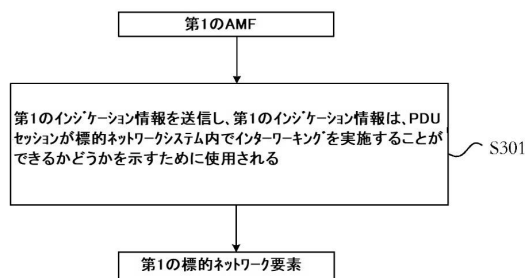 第1のAMF
第1のインジケーション情報を送信し、第1のインジケーション情報は、PDU
セッションが標的ネットワークシステム内でインターワーキングを実施することが
できるかどうかを示すために使用される
S301
第1の標的ネットワーク要素